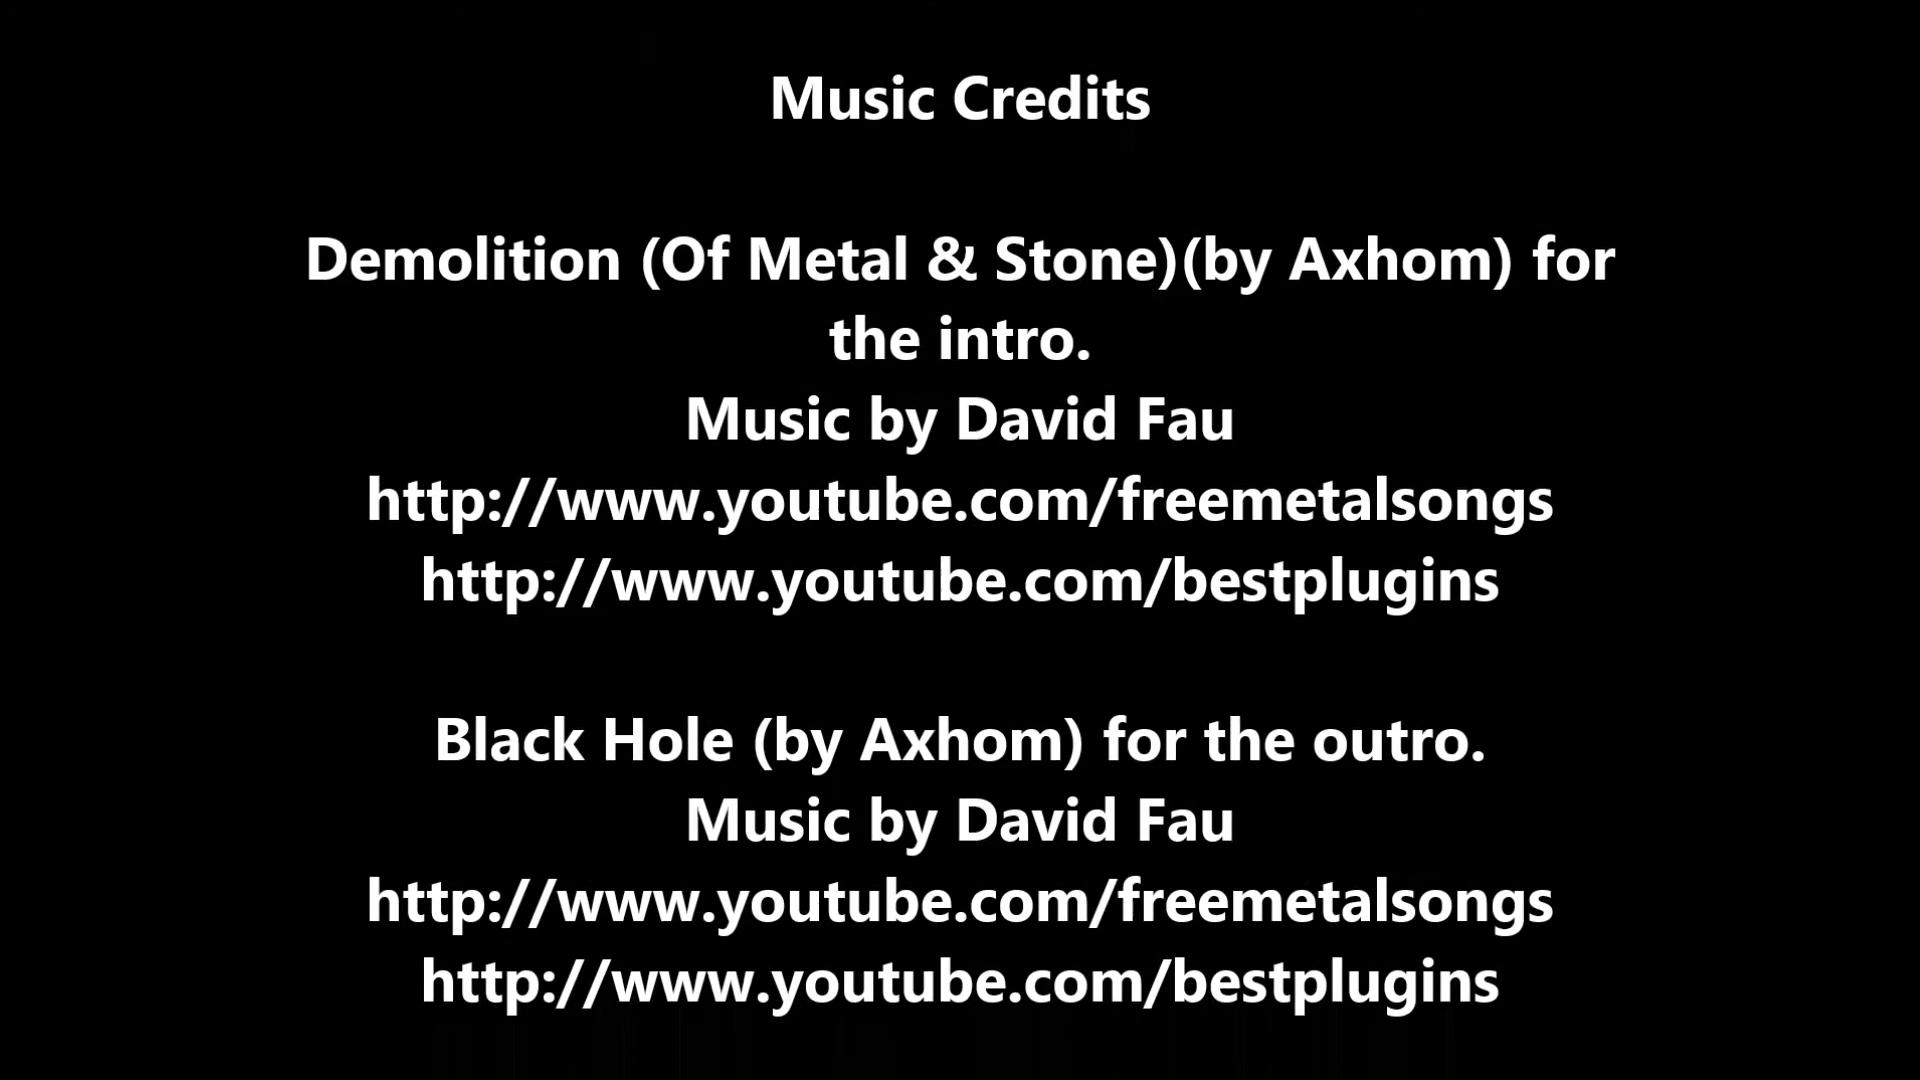 Music Credits
Demolition (Of Metal & Stone)(by Axhom) for
the intro.
Music by David Fau
http://www.youtube.com/freemetalsongs
http://www.youtube.com/bestplugins
Black Hole (by Axhom) for the outro.
Music by David Fau
http://www.youtube.com/freemetalsongs
http://www.youtube.com/bestplugins